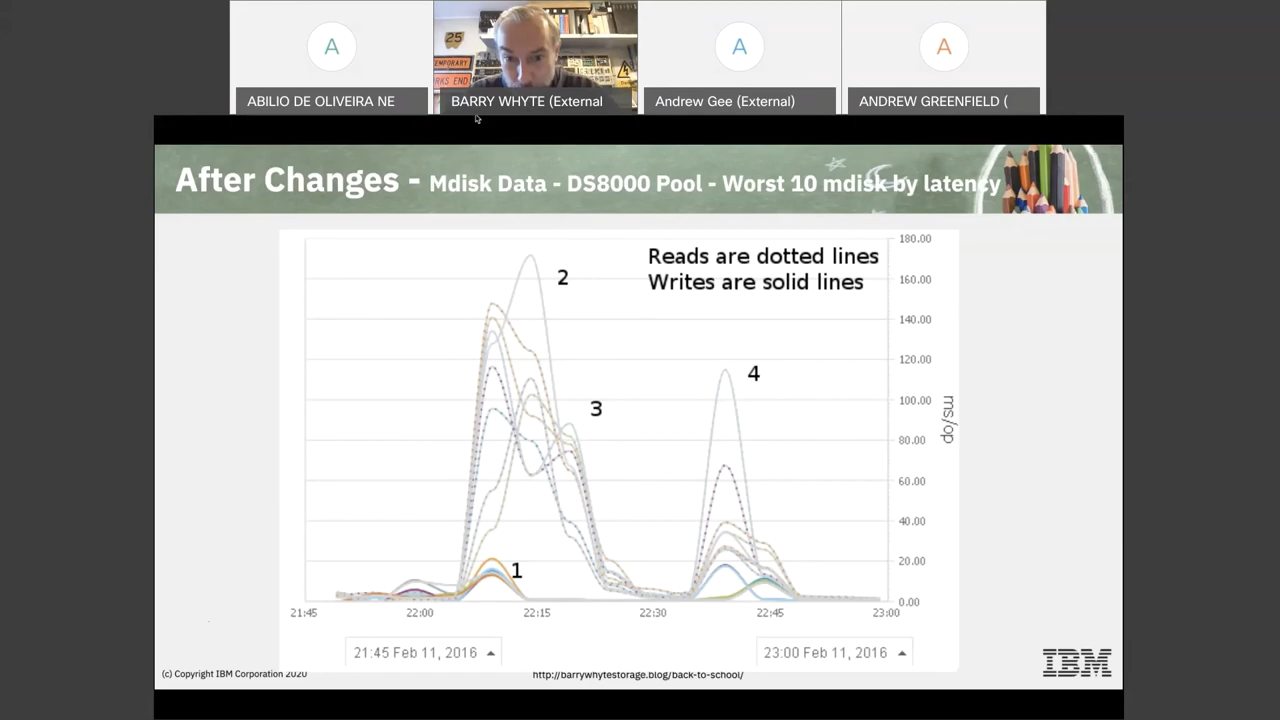 A
A
A
25
TEMPORARY
RKS END
ABILIO DE OLIVEIRA NE
BARRY WHYTE (External
Andrew Gee (External)
ANDREW GREENFIELD (
After Changes - Mdisk Data - DS8000 Pool - Worst 10 mdisk by latency
Reads are dotted lines
Writes are solid lines
180.00
160.00
140.00
120.00
100.00
80.00
60.00
40.00
20.00
0.00
ms/op
2
3
4
1
21:45
22:00
22:15
22:30
22:45
23:00
21:45 Feb 11, 2016
23:00 Feb 11, 2016
(c) Copyright IBM Corporation 2020
http://barrywhytestorage.blog/back-to-school/
IBM